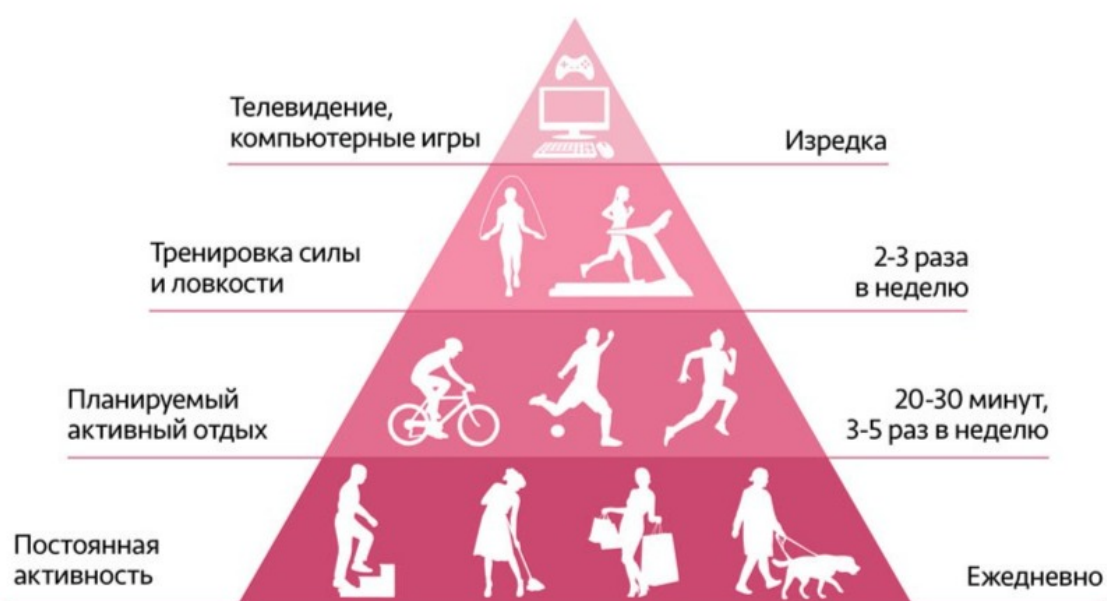 Телевидение,
компьютерные игры
Изредка
Тренировка силы
и ловкости
2-3 раза
в неделю
Планируемый
активный отдых
20-30 минут,
3-5 раз в неделю
Постоянная
активность
Ежедневно